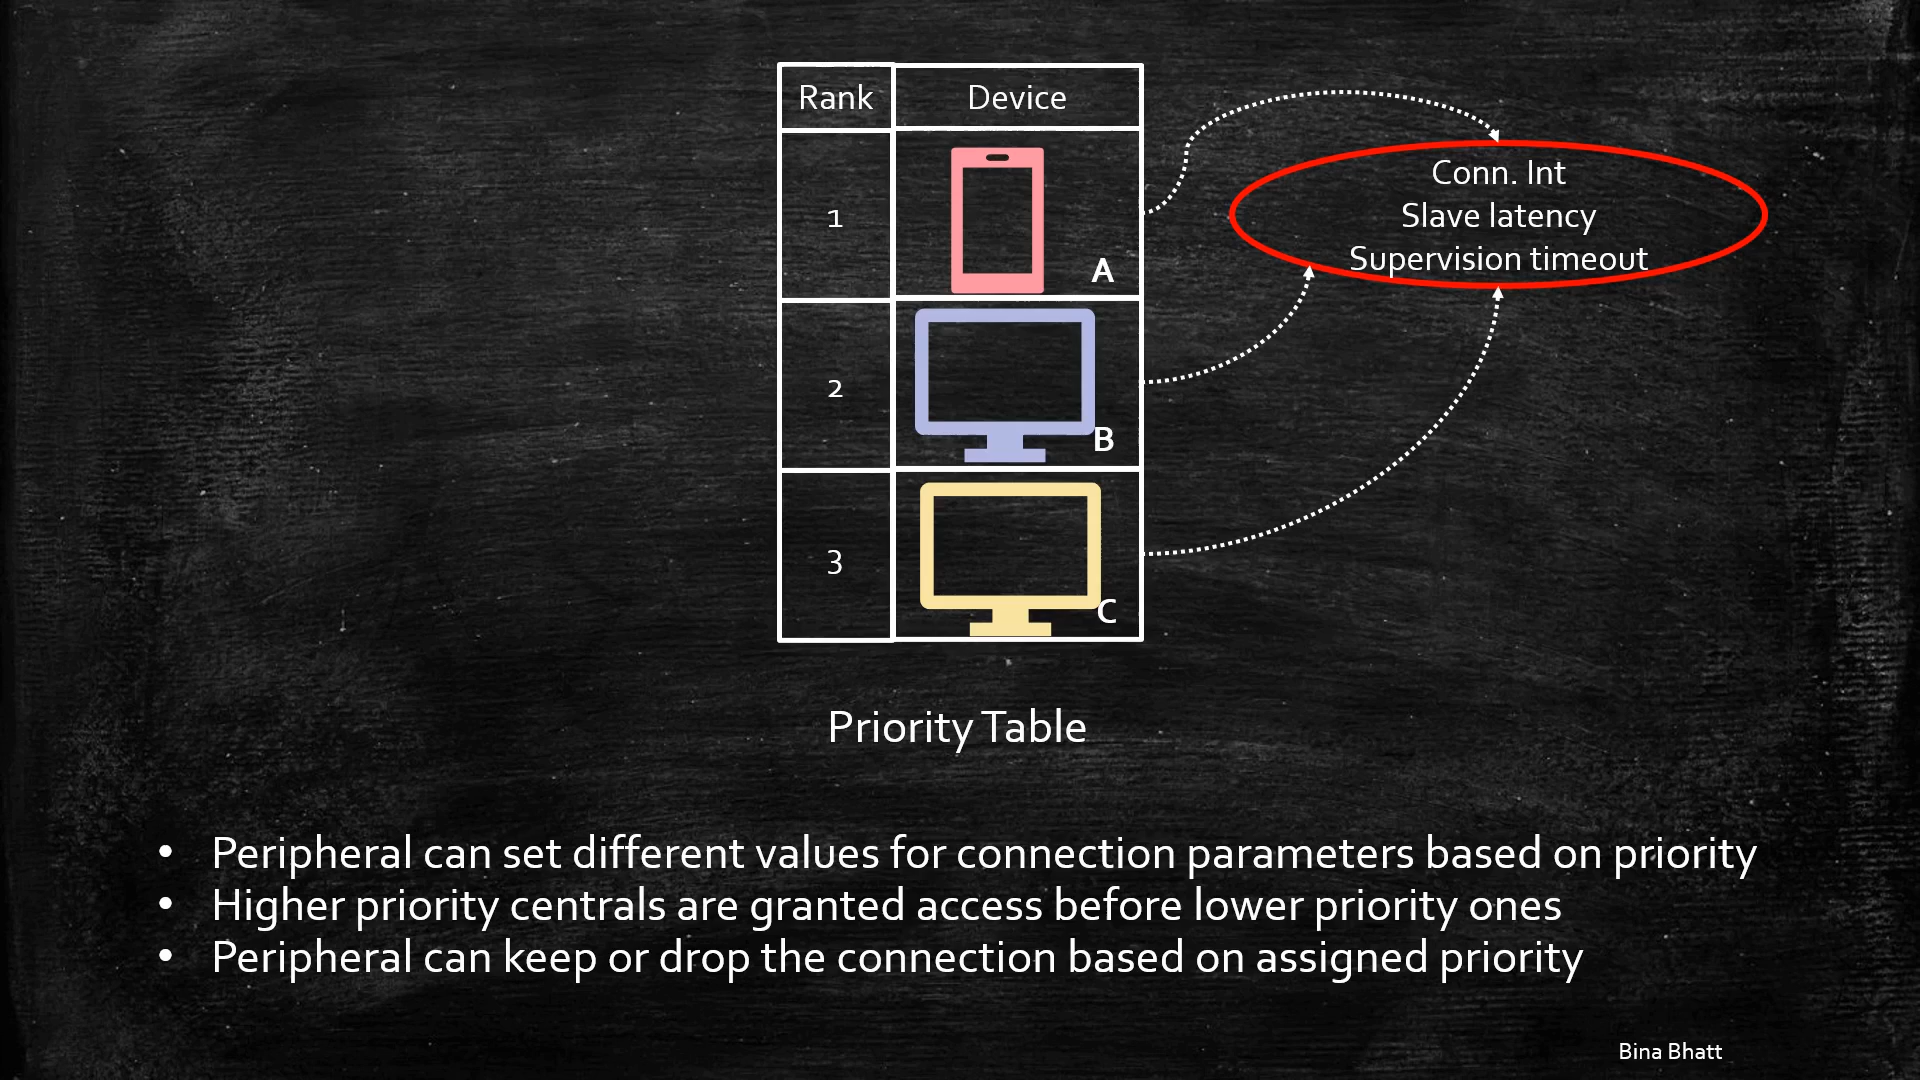 Rank Device
1
A
2
B
3
C
Conn. Int
Slave latency
Supervision timeout
Priority Table
• Peripheral can set different values for connection parameters based on priority
• Higher priority centrals are granted access before lower priority ones
• Peripheral can keep or drop the connection based on assigned priority
Bina Bhatt